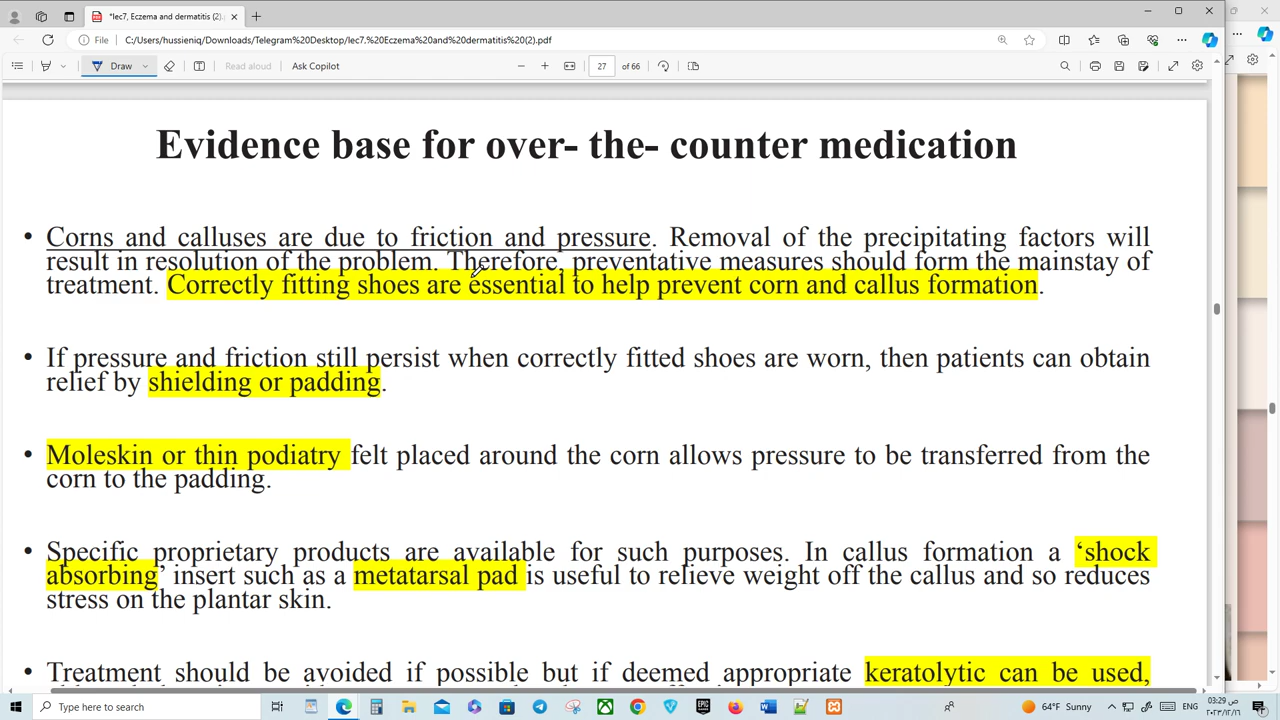 *lec7, Eczema and dermatitis (2).
File
C:/Users/hussieniq/Downloads/Telegram%20Desktop/lec7,%20Eczema%20and%20dermatitis%20(2).pdf
Draw
Read aloud
Ask Copilot
27
of 66
Evidence base for over- the- counter medication
• Corns and calluses are due to friction and pressure. Removal of the precipitating factors will
result in resolution of the problem. Therefore, preventative measures should form the mainstay of
treatment. Correctly fitting shoes are essential to help prevent corn and callus formation.
• If pressure and friction still persist when correctly fitted shoes are worn, then patients can obtain
relief by shielding or padding.
• Moleskin or thin podiatry felt placed around the corn allows pressure to be transferred from the
corn to the padding.
• Specific proprietary products are available for such purposes. In callus formation a ‘shock
absorbing’ insert such as a metatarsal pad is useful to relieve weight off the callus and so reduces
stress on the plantar skin.
• Treatment should be avoided if possible but if deemed appropriate keratolytic can be used,
Type here to search
64°F Sunny
ENG
03:29 ص
٢٠٢٣/١٢/١٦